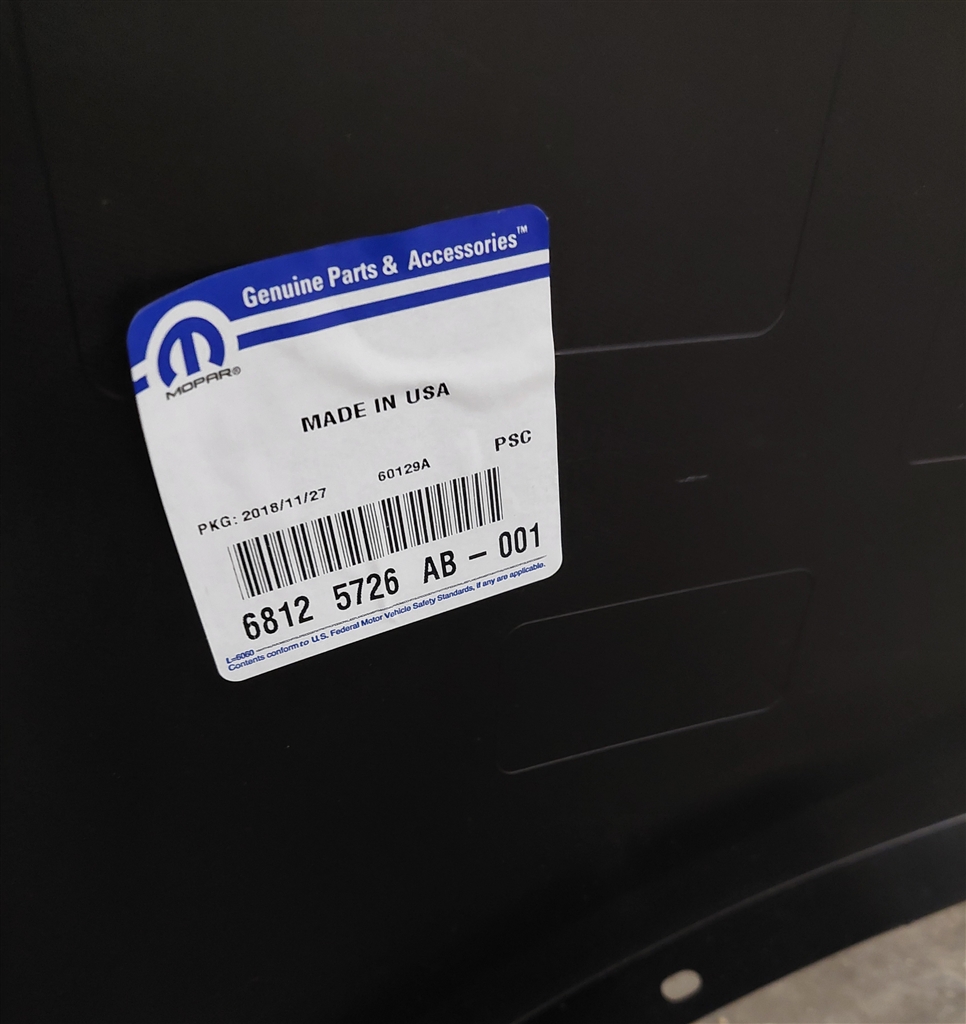 Genuine Parts & Accessories™
MOPAR®
MADE IN USA
PSC
60129A
PKG: 2018/11/27
6812 5726 AB - 001
L=6060
Contents conform to U.S. Federal Motor Vehicle Safety Standards, if any are applicable.